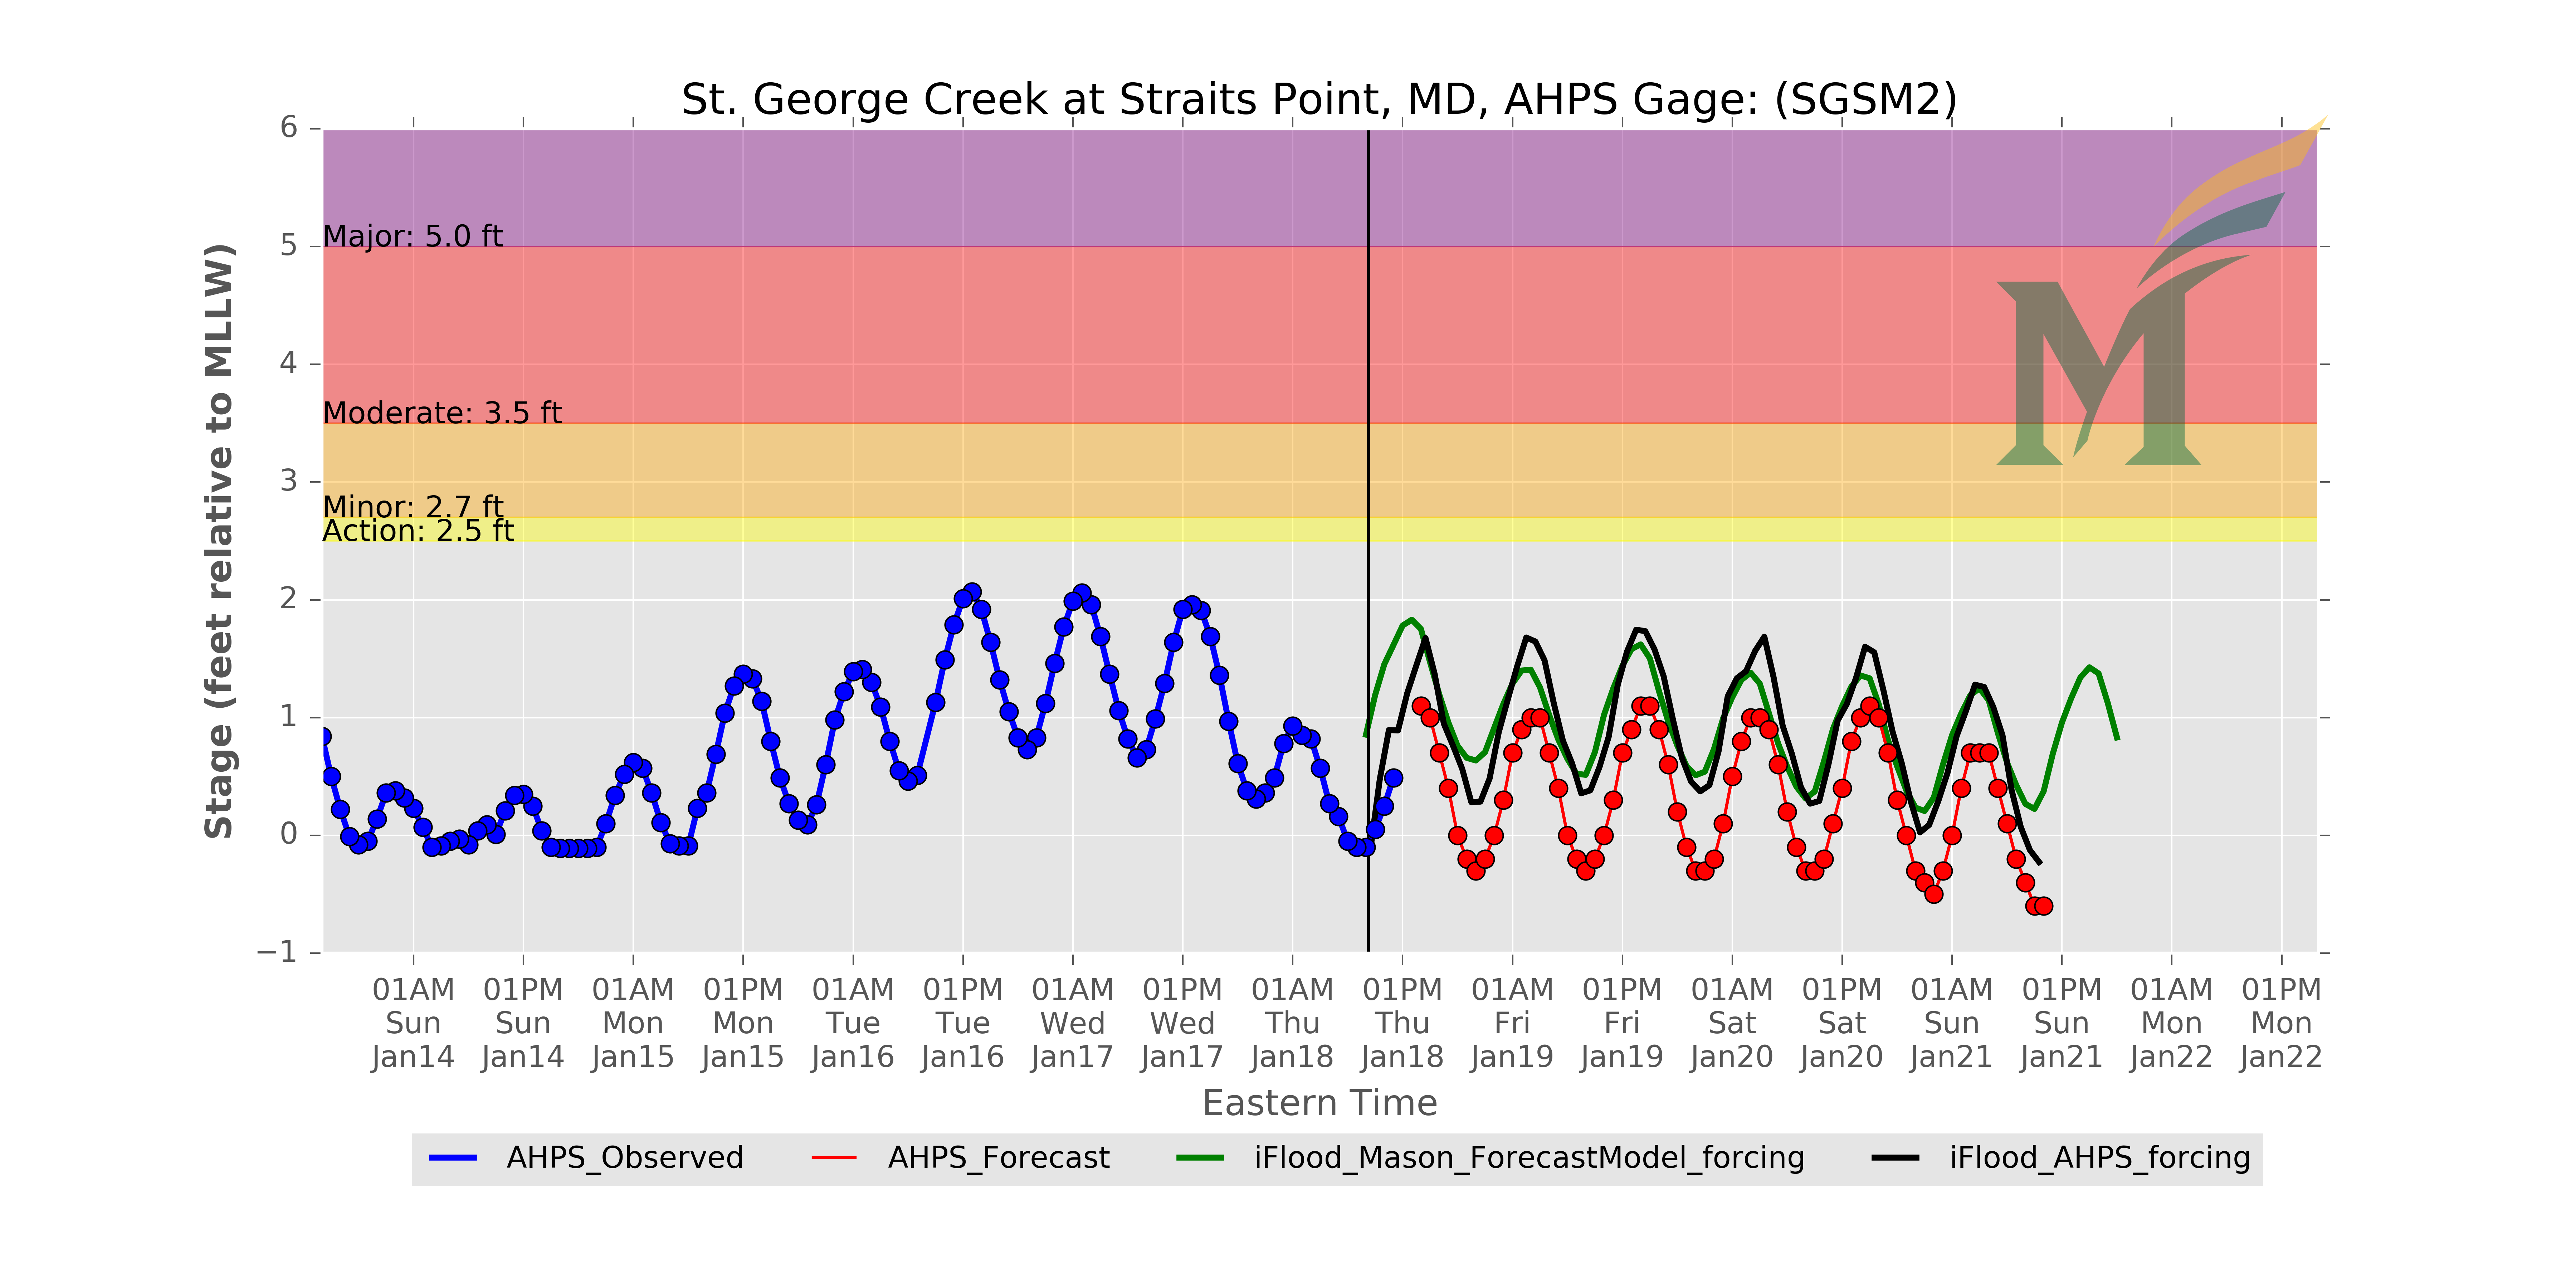 St. George Creek at Straits Point, MD, AHPS Gage: (SGSM2)
Stage (feet relative to MLLW)
6
5
4
3
2
1
0
−1
Major: 5.0 ft
Moderate: 3.5 ft
Minor: 2.7 ft
Action: 2.5 ft
M
01AM 01PM 01AM 01PM 01AM 01PM 01AM 01PM 01AM 01PM 01AM 01PM 01AM 01PM 01AM 01PM 01AM 01PM
Sun Sun Mon Mon Tue Tue Wed Wed Thu Thu Fri Fri Sat Sat Sun Sun Mon Mon
Jan14 Jan14 Jan15 Jan15 Jan16 Jan16 Jan17 Jan17 Jan18 Jan18 Jan19 Jan19 Jan20 Jan20 Jan21 Jan21 Jan22 Jan22
Eastern Time
AHPS_Observed AHPS_Forecast iFlood_Mason_ForecastModel_forcing iFlood_AHPS_forcing